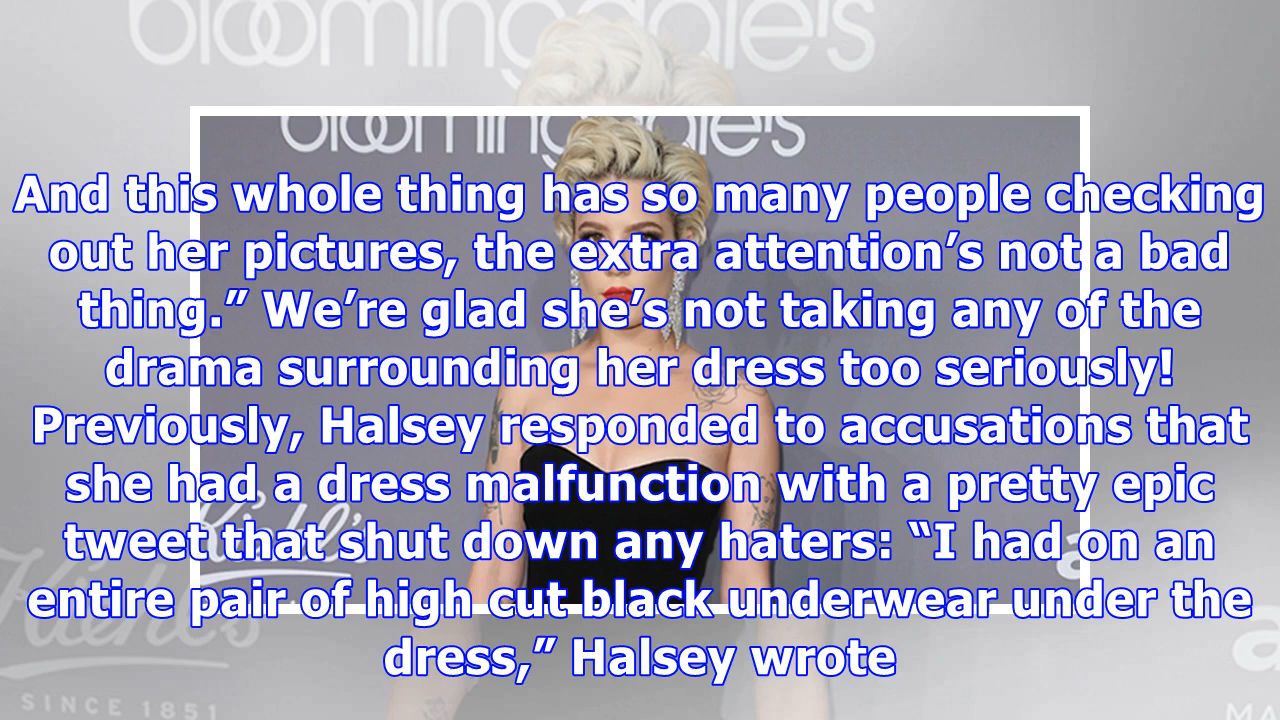 bloomingdale's
bloomingdale's
And this whole thing has so many people checking
out her pictures, the extra attention’s not a bad
thing.” We’re glad she’s not taking any of the
drama surrounding her dress too seriously!
Previously, Halsey responded to accusations that
she had a dress malfunction with a pretty epic
tweet that shut down any haters: “I had on an
entire pair of high cut black underwear under the
dress,” Halsey wrote
Kiehl's
Kiehl's
SINCE 1851